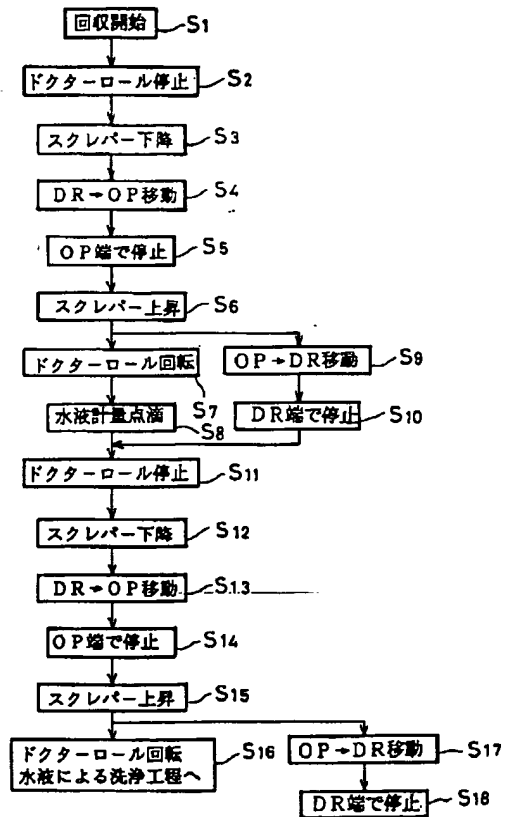 回収開始 S1
ドクターロール停止 S2
スクレパー下降 S3
DR→OP移動 S4
OP端で停止 S5
スクレパー上昇 S6
ドクターロール回転 S7
OP→DR移動 S9
水液計量点滴 S8
DR端で停止 S10
ドクターロール停止 S11
スクレパー下降 S12
DR→OP移動 S13
OP端で停止 S14
スクレパー上昇 S15
ドクターロール回転
水液による洗浄工程へ S16
OP→DR移動 S17
DR端で停止 S18